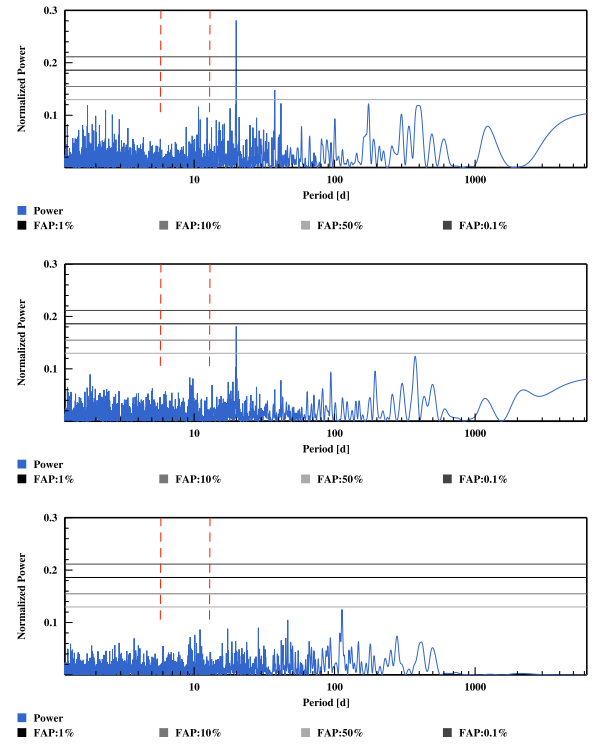 0.3
0.2
0.1
Normalized Power
10
100
1000
Period [d]
Power
FAP:1% FAP:10% FAP:50% FAP:0.1%
0.3
0.2
0.1
Normalized Power
10
100
1000
Period [d]
Power
FAP:1% FAP:10% FAP:50% FAP:0.1%
0.3
0.2
0.1
Normalized Power
10
100
1000
Period [d]
Power
FAP:1% FAP:10% FAP:50% FAP:0.1%